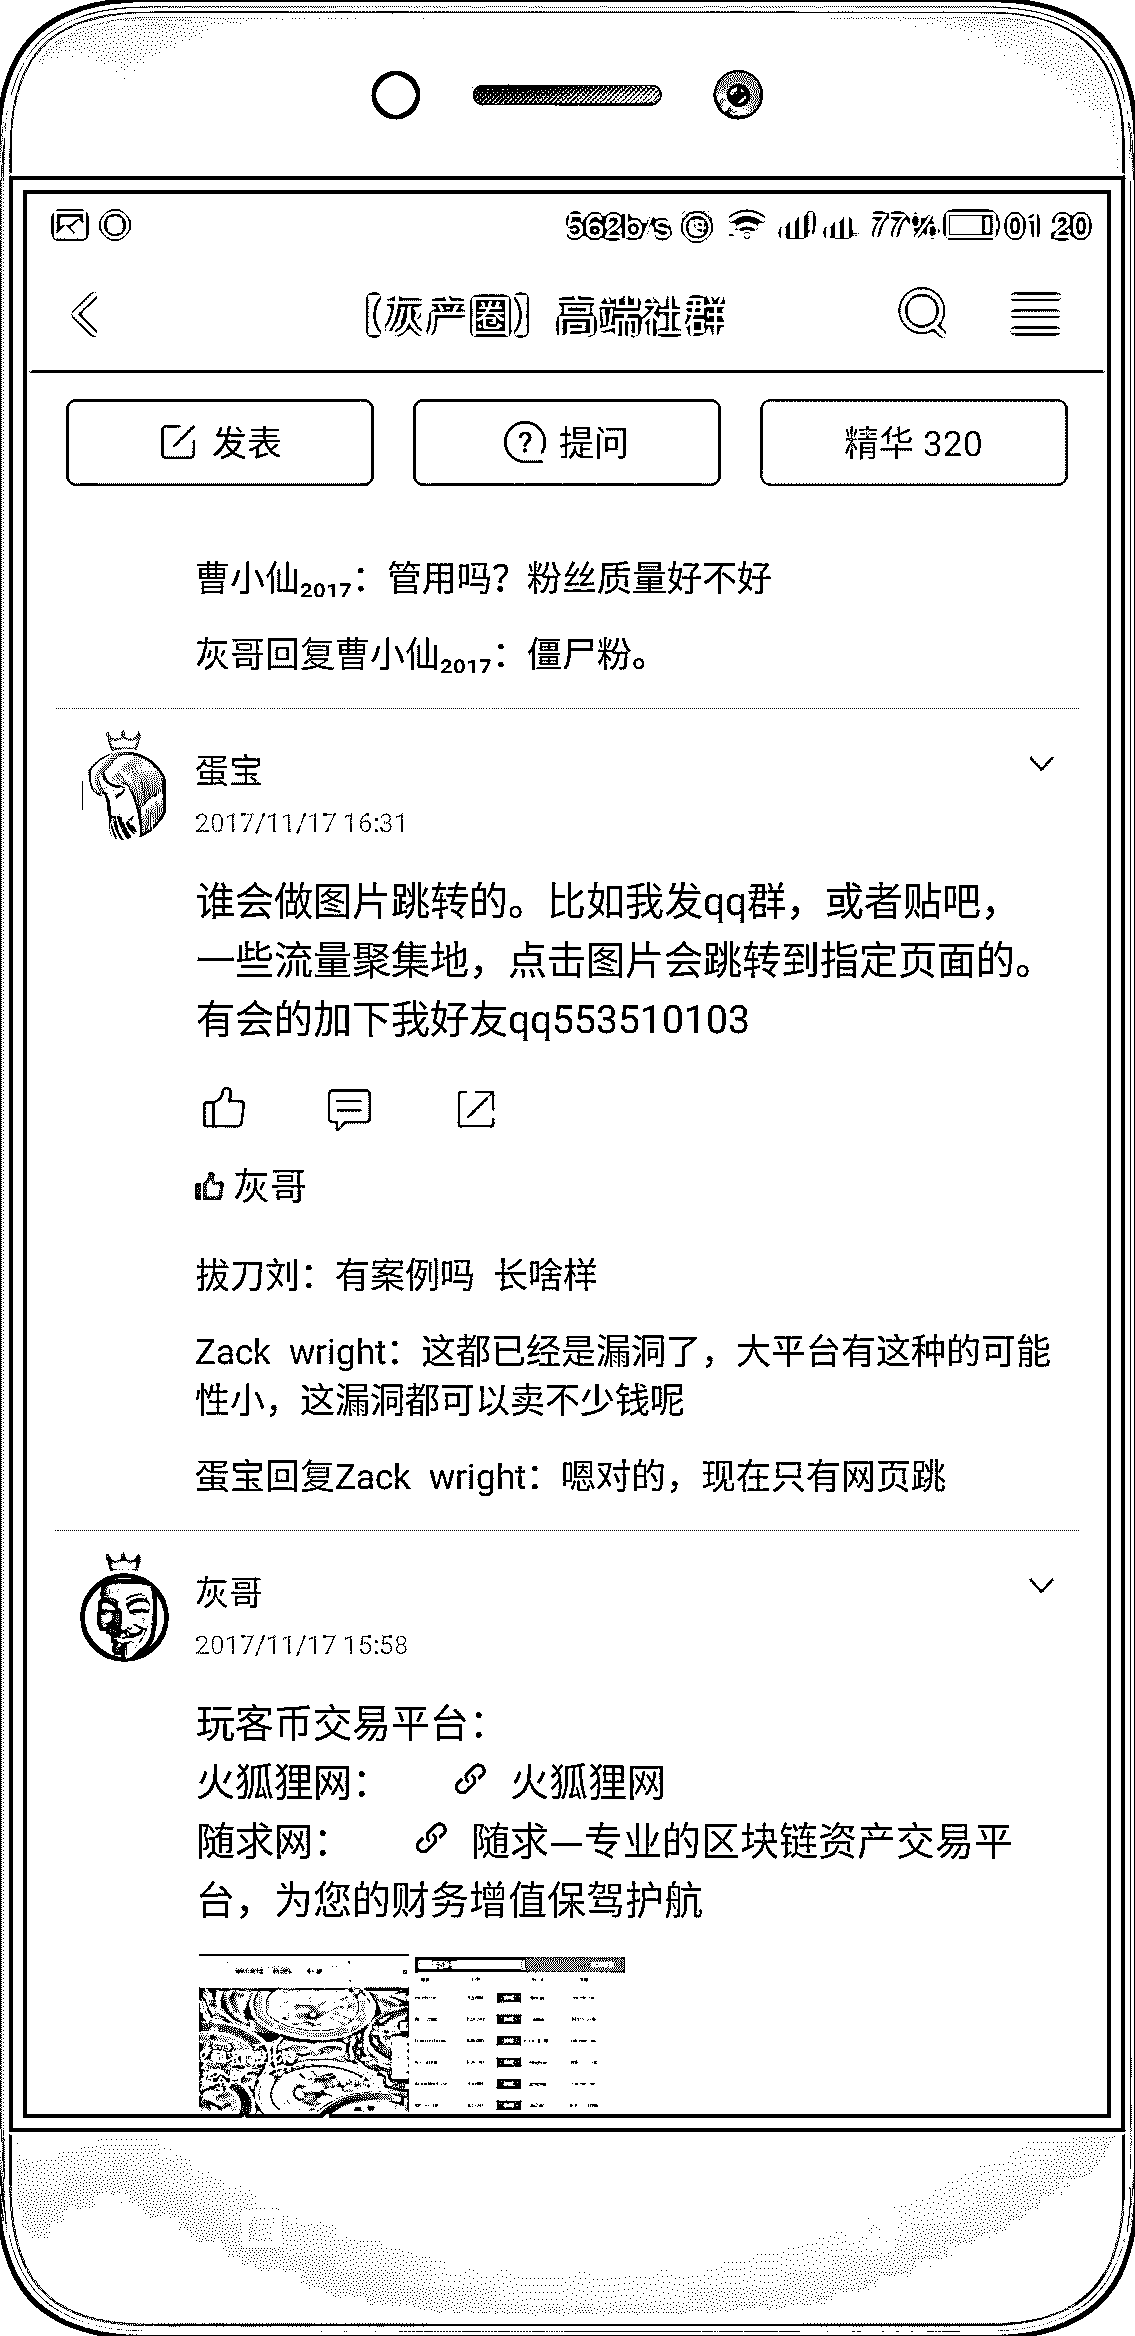 562b/s 77% 01 20
【灰产圈】高端社群
发表 提问 精华 320
曹小仙₂₀₁₇：管用吗？粉丝质量好不好
灰哥回复曹小仙₂₀₁₇：僵尸粉。
蛋宝
2017/11/17 16:31
谁会做图片跳转的。比如我发qq群，或者贴吧，
一些流量聚集地，点击图片会跳转到指定页面的。
有会的加下我好友qq553510103
灰哥
拔刀刘：有案例吗 长啥样
Zack wright：这都已经是漏洞了，大平台有这种的可能
性小，这漏洞都可以卖不少钱呢
蛋宝回复Zack wright：嗯对的，现在只有网页跳
灰哥
2017/11/17 15:58
玩客币交易平台：
火狐狸网： 火狐狸网
随求网： 随求—专业的区块链资产交易平
台，为您的财务增值保驾护航